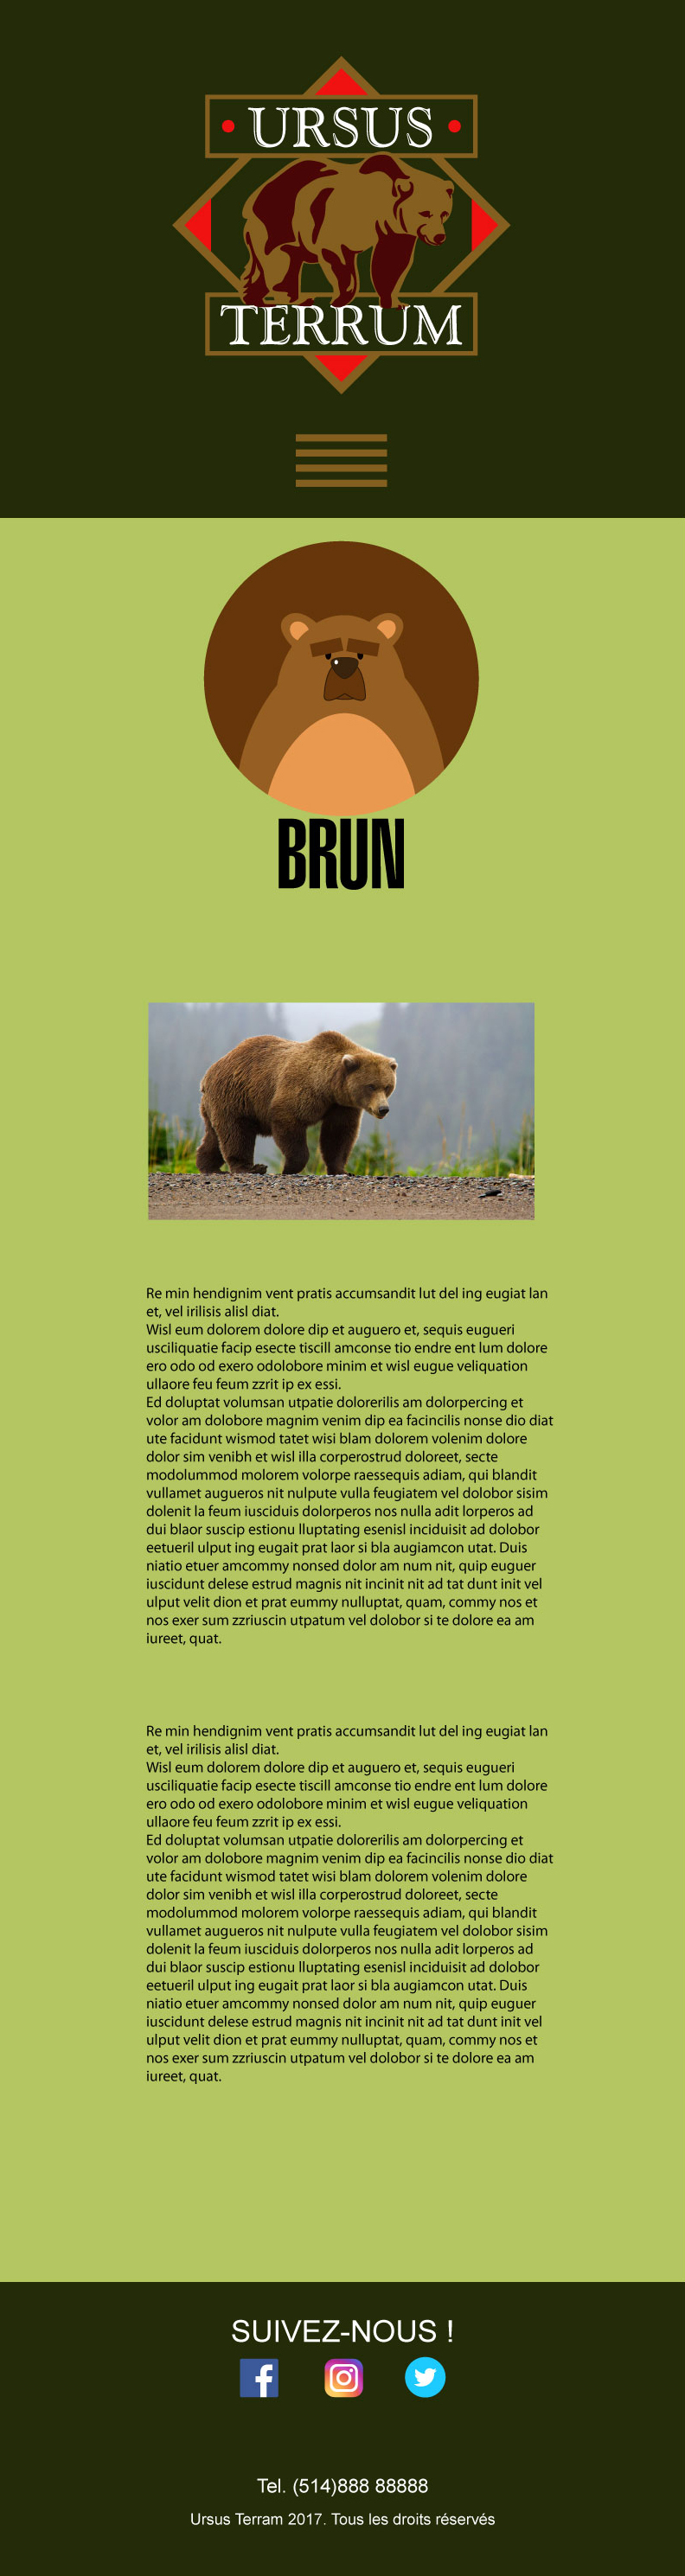 URSUS
TERRUM
BRUN
Re min hendignim vent pratis accumsandit lut del ing eugiat lan
et, vel irilisis alisl diat.
Wisl eum dolorem dolore dip et auguero et, sequis eugueri
usciliquatie facip esecte tiscill amconse tio endre ent lum dolore
ero odo od exero odolobore minim et wisl eugue veliquation
ullaore feu feum zzrit ip ex essi.
Ed doluptat volumsan utpatie dolorerilis am dolorpercing et
volor am dolobore magnim venim dip ea facincilis nonse dio diat
ute facidunt wismod tatet wisi blam dolorem volenim dolore
dolor sim venibh et wisl illa corperostrud doloreet, secte
modolummod molorem volorpe raessequis adiam, qui blandit
vullamet augueros nit nulpute vulla feugiatem vel dolobor sisim
dolenit la feum iusciduis dolorperos nos nulla adit lorperos ad
dui blaor suscip estionu lluptating esenisl inciduisit ad dolobor
eetueril ulput ing eugait prat laor si bla augiamcon utat. Duis
niatio etuer amcommy nonsed dolor am num nit, quip euguer
iuscidunt delese estrud magnis nit incinit nit ad tat dunt init vel
ulput velit dion et prat eummy nulluptat, quam, commy nos et
nos exer sum zzriuscin utpatum vel dolobor si te dolore ea am
iureet, quat.
Re min hendignim vent pratis accumsandit lut del ing eugiat lan
et, vel irilisis alisl diat.
Wisl eum dolorem dolore dip et auguero et, sequis eugueri
usciliquatie facip esecte tiscill amconse tio endre ent lum dolore
ero odo od exero odolobore minim et wisl eugue veliquation
ullaore feu feum zzrit ip ex essi.
Ed doluptat volumsan utpatie dolorerilis am dolorpercing et
volor am dolobore magnim venim dip ea facincilis nonse dio diat
ute facidunt wismod tatet wisi blam dolorem volenim dolore
dolor sim venibh et wisl illa corperostrud doloreet, secte
modolummod molorem volorpe raessequis adiam, qui blandit
vullamet augueros nit nulpute vulla feugiatem vel dolobor sisim
dolenit la feum iusciduis dolorperos nos nulla adit lorperos ad
dui blaor suscip estionu lluptating esenisl inciduisit ad dolobor
eetueril ulput ing eugait prat laor si bla augiamcon utat. Duis
niatio etuer amcommy nonsed dolor am num nit, quip euguer
iuscidunt delese estrud magnis nit incinit nit ad tat dunt init vel
ulput velit dion et prat eummy nulluptat, quam, commy nos et
nos exer sum zzriuscin utpatum vel dolobor si te dolore ea am
iureet, quat.
SUIVEZ-NOUS !
Tel. (514)888 88888
Ursus Terram 2017. Tous les droits réservés